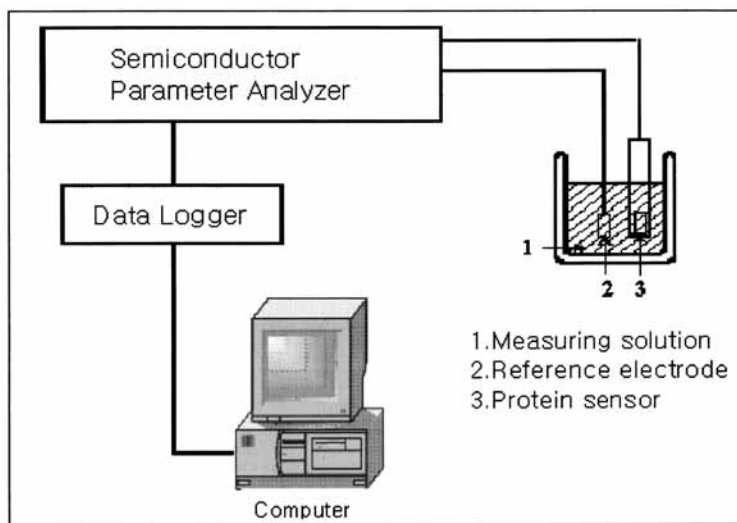 Semiconductor
Parameter Analyzer
Data Logger
1
2
3
1.Measuring solution
2.Reference electrode
3.Protein sensor
Computer